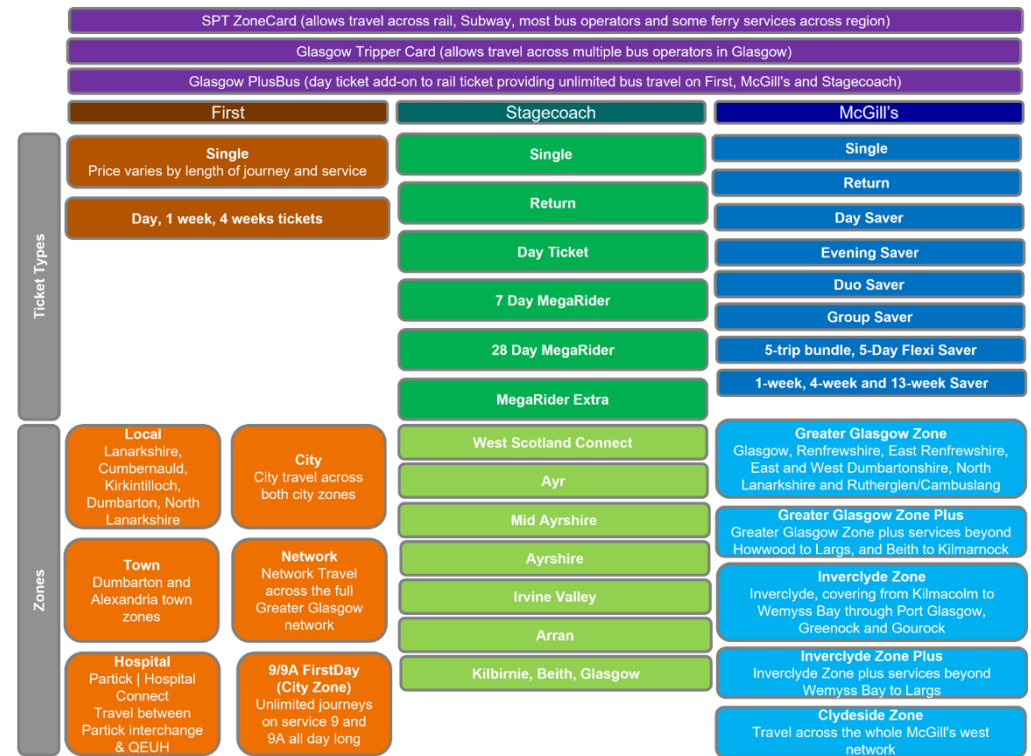 SPT ZoneCard (allows travel across rail, Subway, most bus operators and some ferry services across region)
Glasgow Tripper Card (allows travel across multiple bus operators in Glasgow)
Glasgow PlusBus (day ticket add-on to rail ticket providing unlimited bus travel on First, McGill's and Stagecoach)
First
Stagecoach
McGill's
Ticket Types
Single
Price varies by length of journey and service
Day, 1 week, 4 weeks tickets
Single
Return
Day Ticket
7 Day MegaRider
28 Day MegaRider
MegaRider Extra
Single
Return
Day Saver
Evening Saver
Duo Saver
Group Saver
5-trip bundle, 5-Day Flexi Saver
1-week, 4-week and 13-week Saver
Zones
Local
Lanarkshire,
Cumbernauld,
Kirkintilloch,
Dumbarton, North
Lanarkshire
City
City travel across
both city zones
Town
Dumbarton and
Alexandria town
zones
Network
Network Travel
across the full
Greater Glasgow
network
Hospital
Partick | Hospital
Connect
Travel between
Partick interchange
& QEUH
9/9A FirstDay
(City Zone)
Unlimited journeys
on service 9 and
9A all day long
West Scotland Connect
Ayr
Mid Ayrshire
Ayrshire
Irvine Valley
Arran
Kilbirnie, Beith, Glasgow
Greater Glasgow Zone
Glasgow, Renfrewshire, East Renfrewshire,
East and West Dumbartonshire, North
Lanarkshire and Rutherglen/Cambuslang
Greater Glasgow Zone Plus
Greater Glasgow Zone plus services beyond
Howwood to Largs, and Beith to Kilmarnock
Inverclyde Zone
Inverclyde, covering from Kilmacolm to
Wemyss Bay through Port Glasgow,
Greenock and Gourock
Inverclyde Zone Plus
Inverclyde Zone plus services beyond
Wemyss Bay to Largs
Clydeside Zone
Travel across the whole McGill's west
network